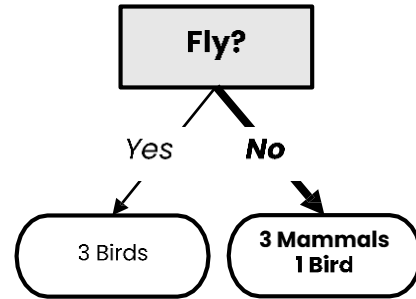 Fly?
Yes
No
3 Birds
3 Mammals
1 Bird